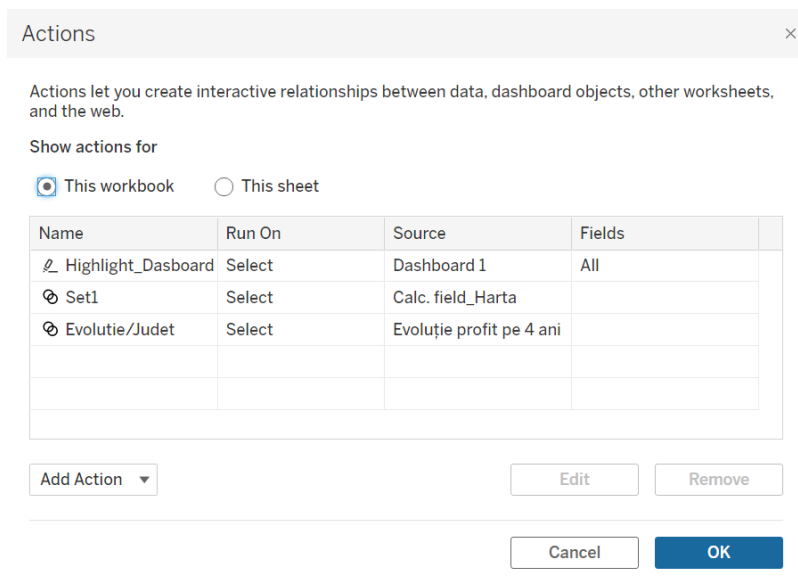 Actions
Actions let you create interactive relationships between data, dashboard objects, other worksheets,
and the web.
Show actions for
This workbook This sheet
Name Run On Source Fields
Highlight_Dasboard Select Dashboard 1 All
Set1 Select Calc. field_Harta
Evolutie/Judet Select Evoluție profit pe 4 ani
Add Action Edit Remove
Cancel OK